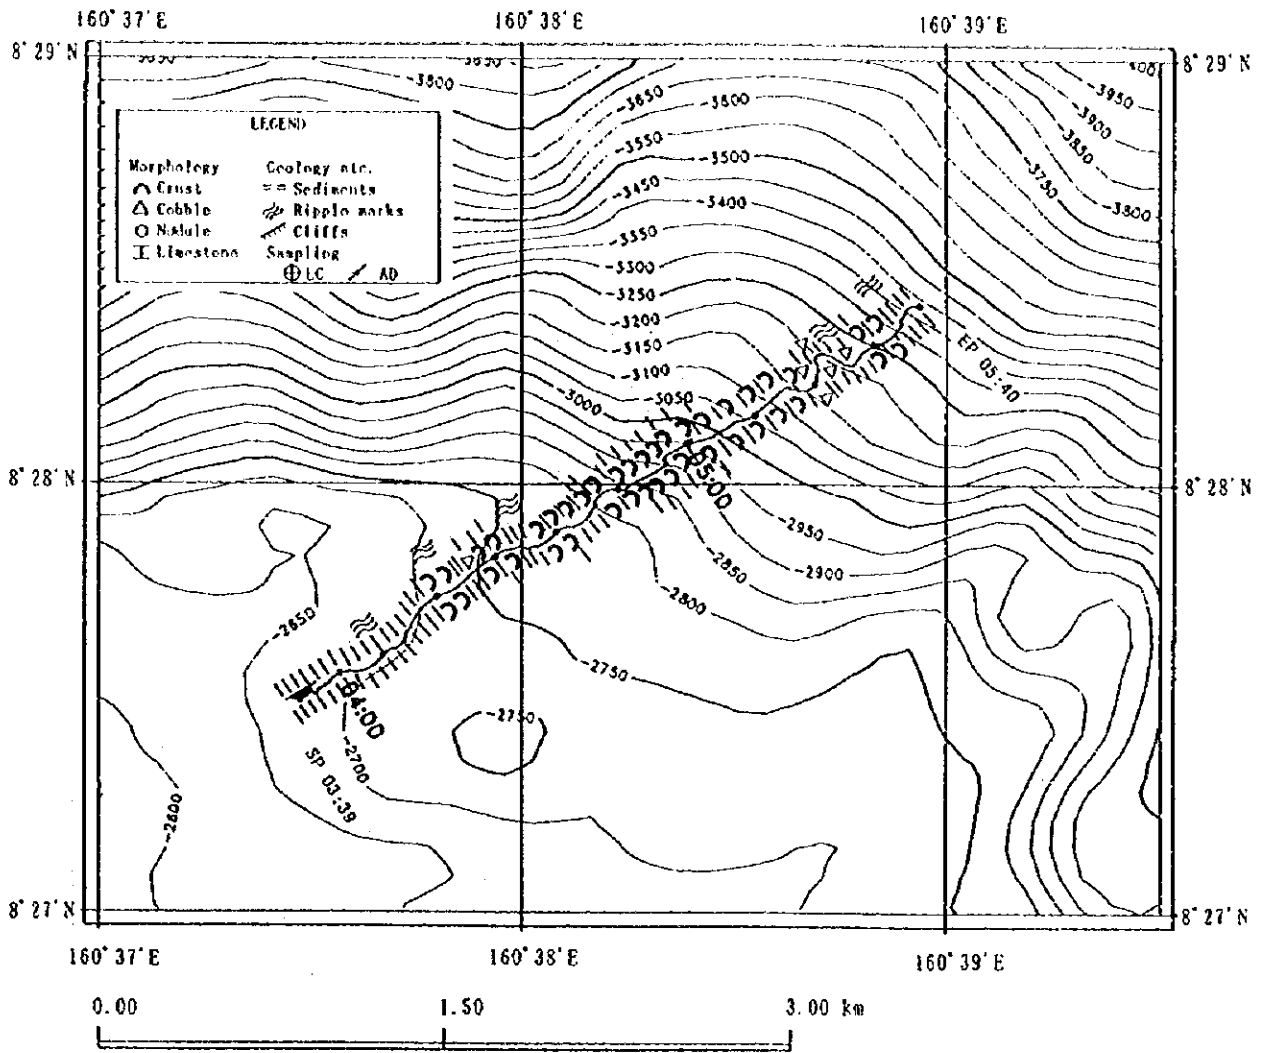 160° 37' E 160° 38' E 160° 39' E
8° 29' N 8° 29' N
-3800
-3650
-3600
-3550
-3500
-3450
-3400
-3350
-3300
-3250
-3200
-3150
-3100
-3050
-3000
-3950
-3900
-3850
-3750
-3800
LEGEND
Morphology Geology etc.
Crust == Sediments
Cobble Ripple marks
Nodule Cliffs
Limestone Sampling
LC AD
EP 05:40
8° 28' N 8° 28' N
05:00
-2950
-2900
-2850
-2800
-2650
-2750
-2750
04:00
-2700
SP 03:39
-2600
8° 27' N 8° 27' N
160° 37' E 160° 38' E 160° 39' E
0.00 1.50 3.00 km